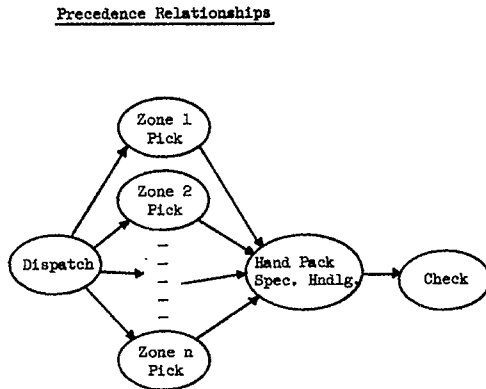 Precedence Relationships
Zone 1
Pick
Zone 2
Pick
Dispatch
Hand Pack
Spec. Hndlg.
Check
Zone n
Pick